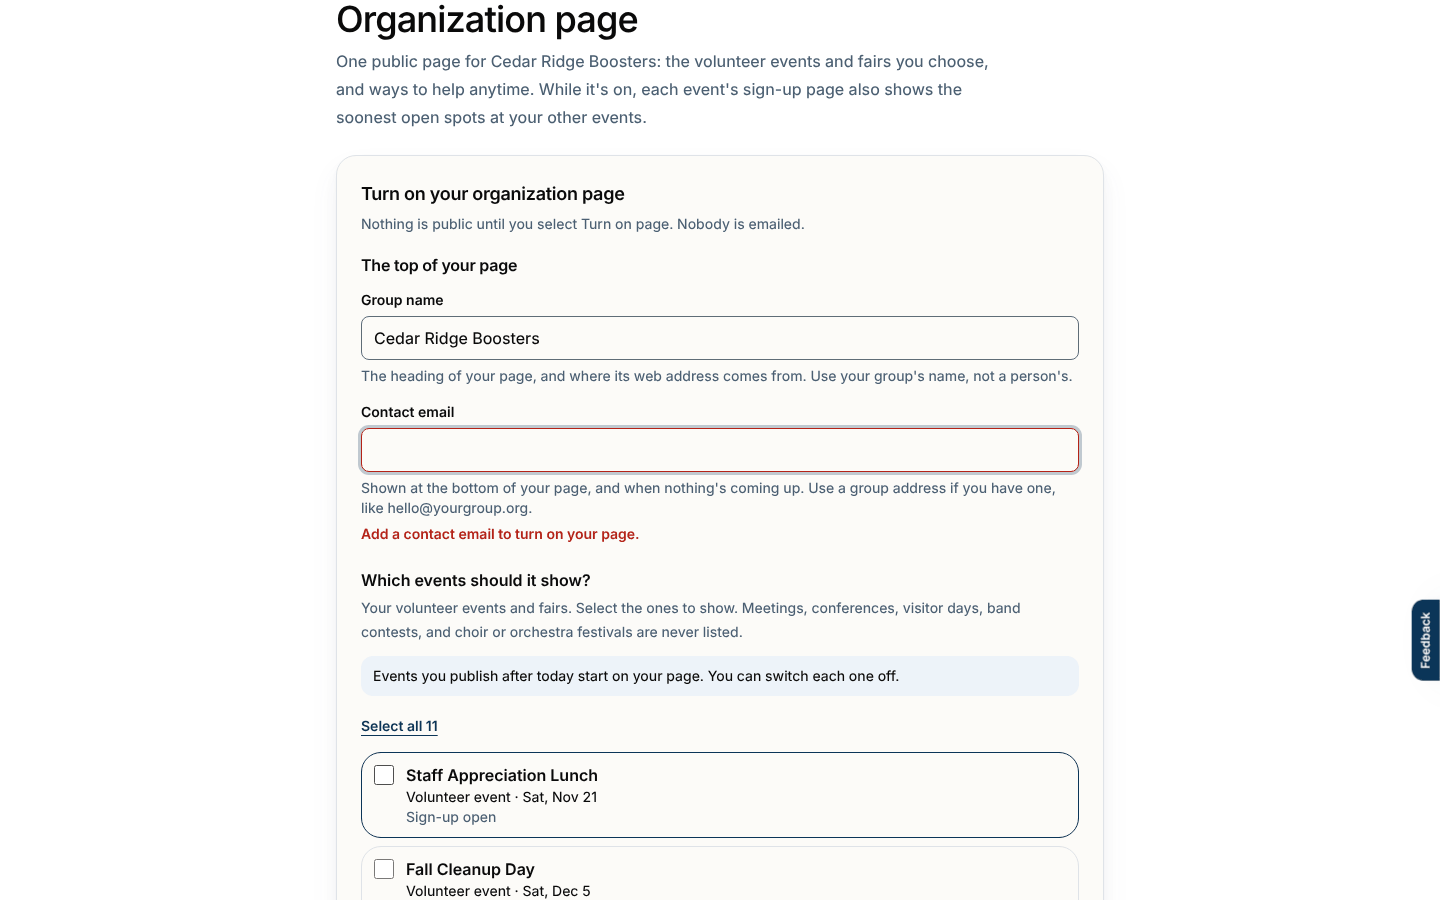 Organization page
One public page for Cedar Ridge Boosters: the volunteer events and fairs you choose,
and ways to help anytime. While it's on, each event's sign-up page also shows the
soonest open spots at your other events.
Turn on your organization page
Nothing is public until you select Turn on page. Nobody is emailed.
The top of your page
Group name
Cedar Ridge Boosters
The heading of your page, and where its web address comes from. Use your group's name, not a person's.
Contact email
Shown at the bottom of your page, and when nothing's coming up. Use a group address if you have one,
like hello@yourgroup.org.
Add a contact email to turn on your page.
Which events should it show?
Your volunteer events and fairs. Select the ones to show. Meetings, conferences, visitor days, band
contests, and choir or orchestra festivals are never listed.
Events you publish after today start on your page. You can switch each one off.
Select all 11
Staff Appreciation Lunch
Volunteer event · Sat, Nov 21
Sign-up open
Fall Cleanup Day
Volunteer event · Sat, Dec 5
Feedback